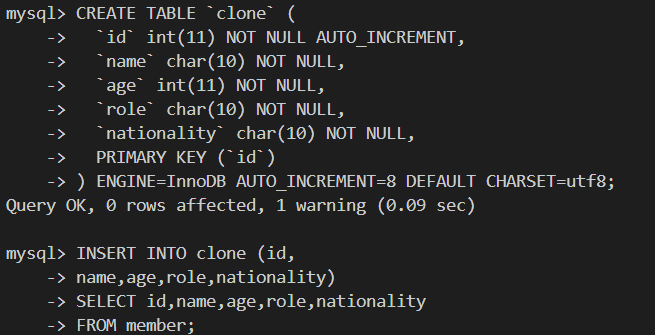 mysql> CREATE TABLE `clone` (
    ->   `id` int(11) NOT NULL AUTO_INCREMENT,
    ->   `name` char(10) NOT NULL,
    ->   `age` int(11) NOT NULL,
    ->   `role` char(10) NOT NULL,
    ->   `nationality` char(10) NOT NULL,
    ->   PRIMARY KEY (`id`)
    -> ) ENGINE=InnoDB AUTO_INCREMENT=8 DEFAULT CHARSET=utf8;
Query OK, 0 rows affected, 1 warning (0.09 sec)

mysql> INSERT INTO clone (id,
    -> name,age,role,nationality)
    -> SELECT id,name,age,role,nationality
    -> FROM member;